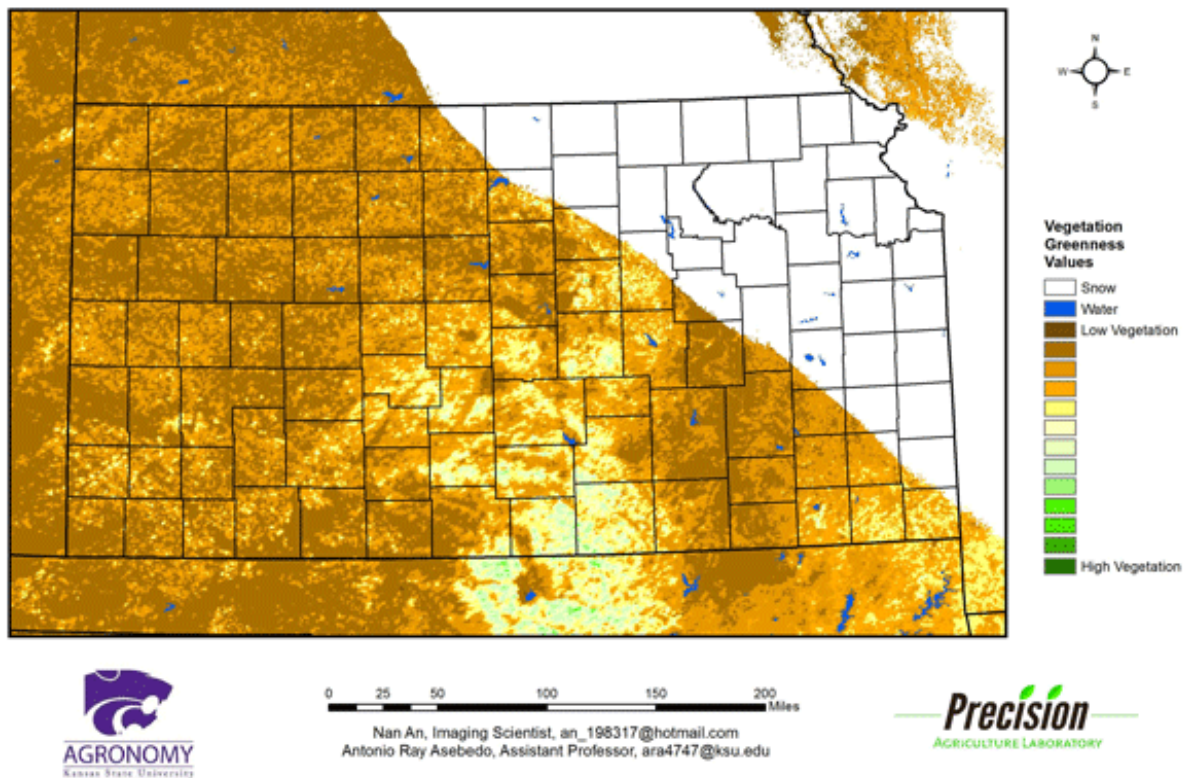 N
W E
S
Vegetation
Greenness
Values
Snow
Water
Low Vegetation
High Vegetation
0 25 50 100 150 200
Miles
Nan An, Imaging Scientist, an_198317@hotmail.com
Antonio Ray Asebedo, Assistant Professor, ara4747@ksu.edu
AGRONOMY
Kansas State University
Precision
AGRICULTURE LABORATORY